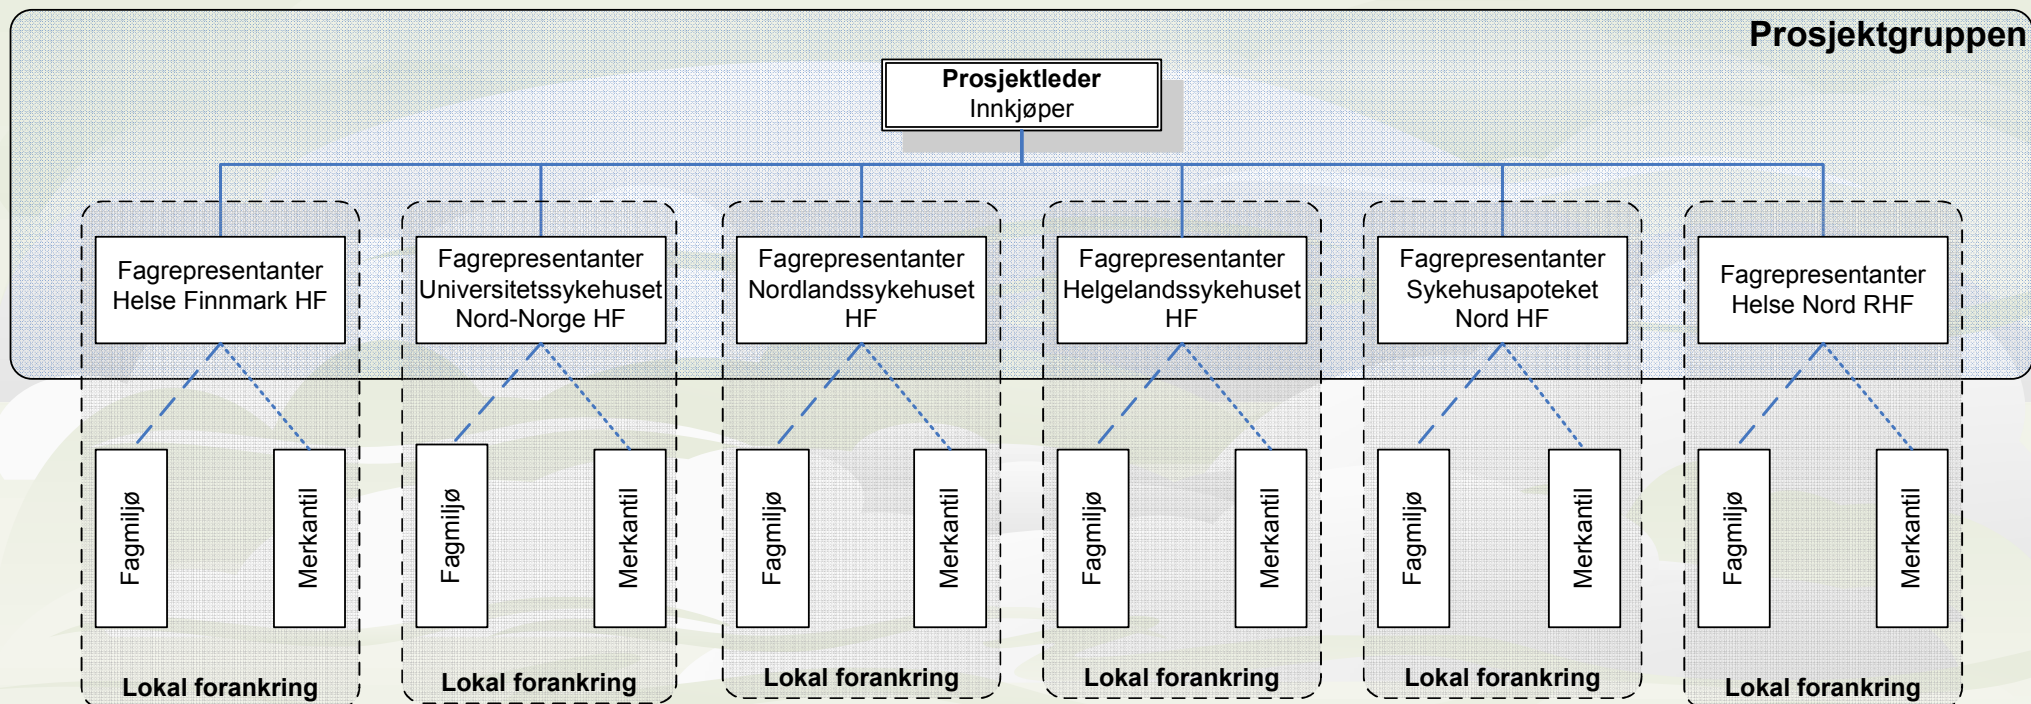 Prosjektgruppen
Prosjektleder
Innkjøper
Fagrepresentanter
Helse Finnmark HF
Fagrepresentanter
Universitetssykehuset
Nord-Norge HF
Fagrepresentanter
Nordlandssykehuset
HF
Fagrepresentanter
Helgelandssykehuset
HF
Fagrepresentanter
Sykehusapoteket
Nord HF
Fagrepresentanter
Helse Nord RHF
Fagmiljø
Merkantil
Fagmiljø
Merkantil
Fagmiljø
Merkantil
Fagmiljø
Merkantil
Fagmiljø
Merkantil
Fagmiljø
Merkantil
Lokal forankring
Lokal forankring
Lokal forankring
Lokal forankring
Lokal forankring
Lokal forankring